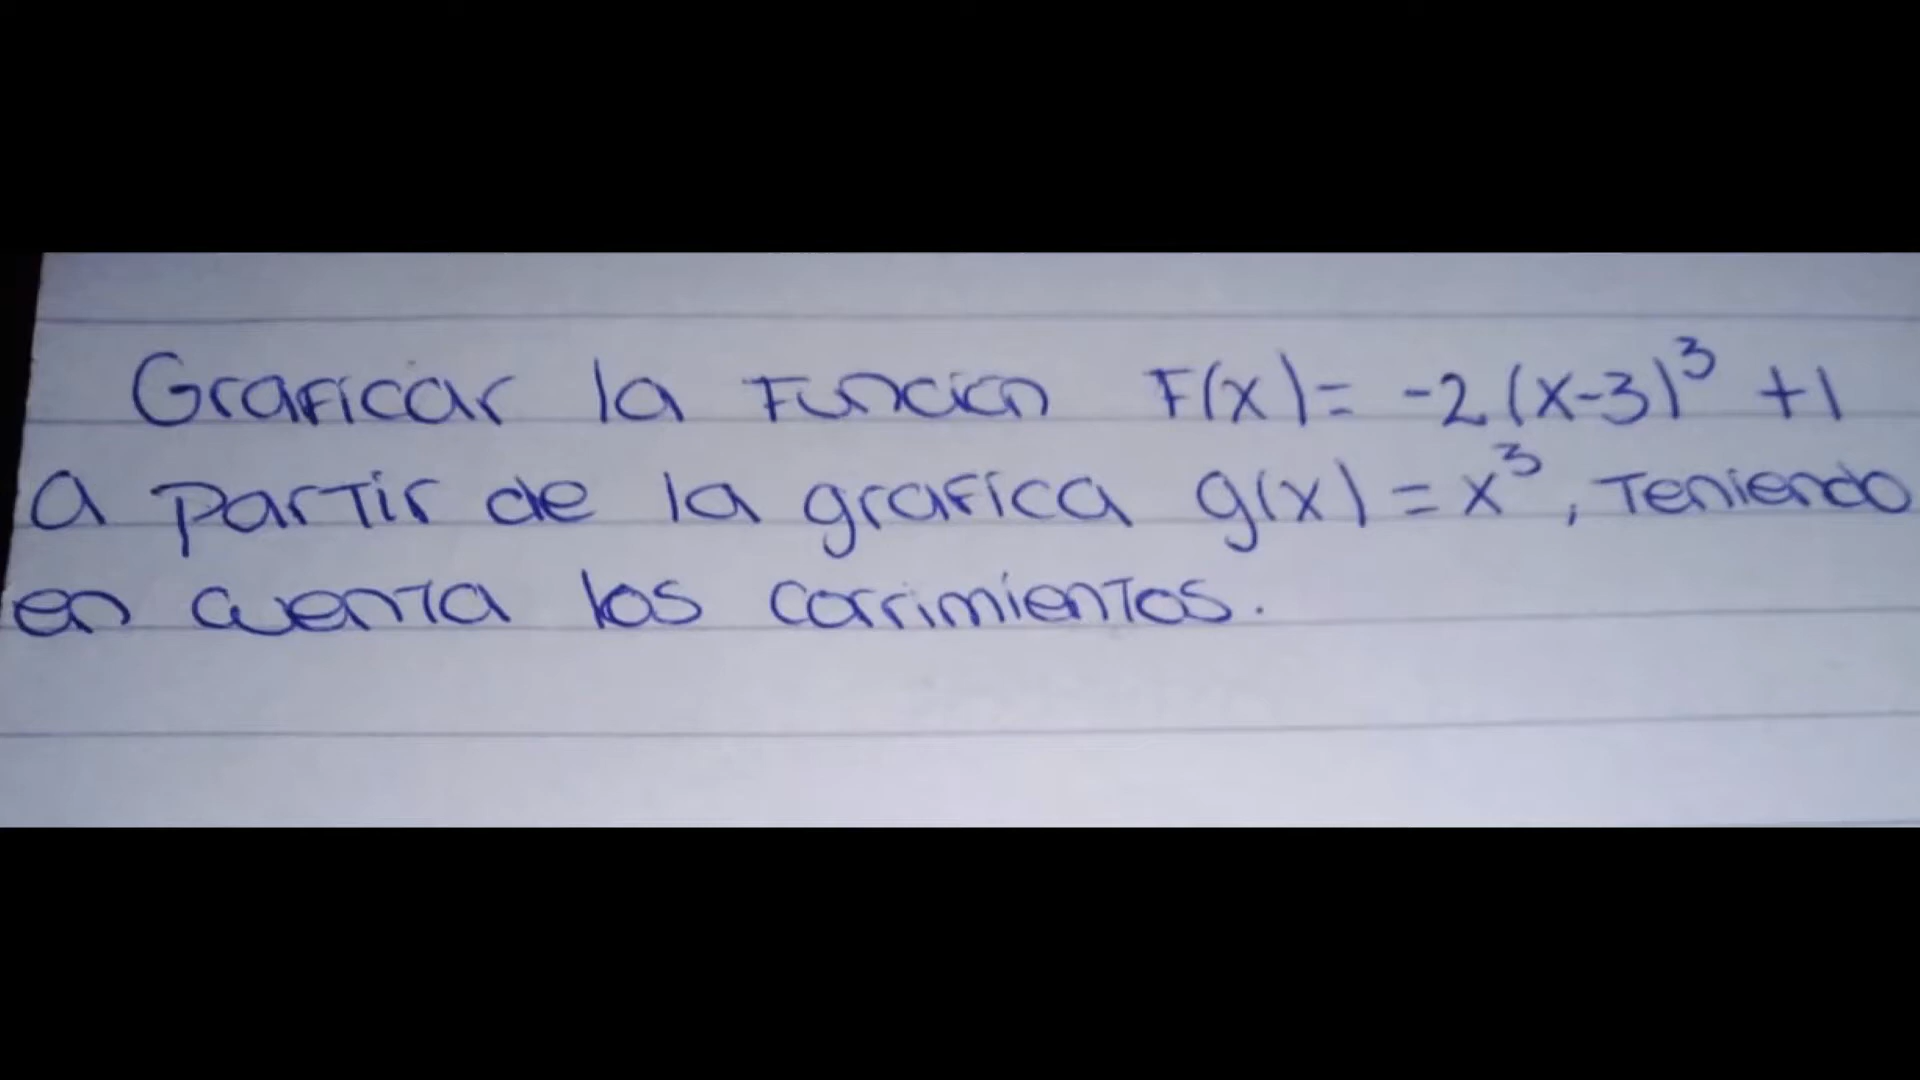 Graficar la Funcion F(x)= -2(x-3)³ +1
a partir de la grafica g(x) = x³, Teniendo
en cuenta los corrimientos.